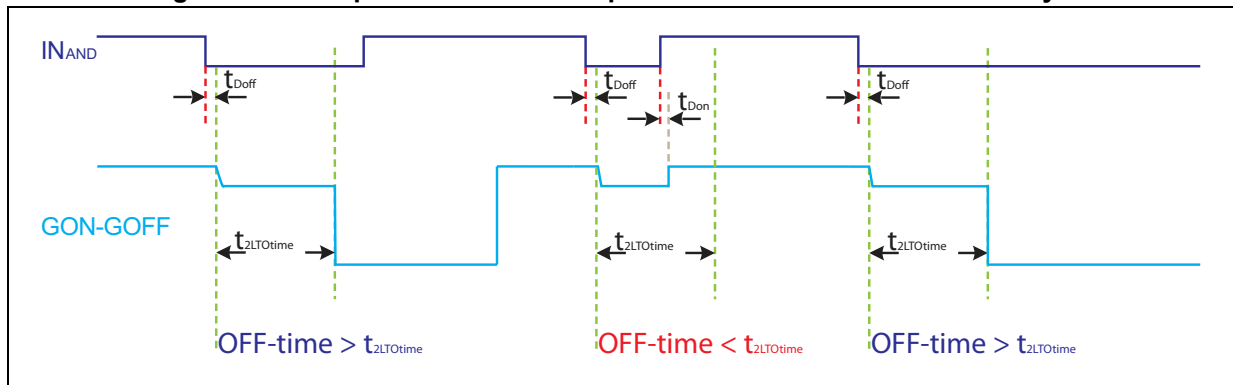 INAND
tDoff
tDoff
tDon
tDoff
GON-GOFF
t2LTOtime
t2LTOtime
t2LTOtime
OFF-time > t2LTOtime
OFF-time < t2LTOtime
OFF-time > t2LTOtime